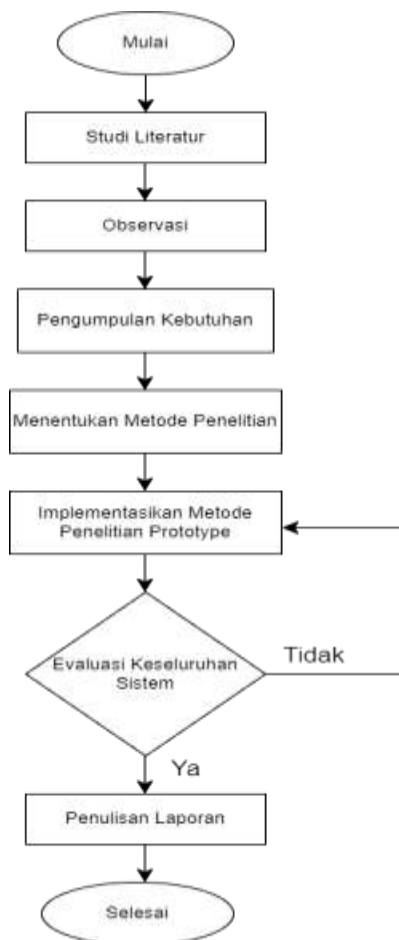 Mulai
Studi Literatur
Observasi
Pengumpulan Kebutuhan
Menentukan Metode Penelitian
Implementasikan Metode
Penelitian Prototype
Evaluasi Keseluruhan
Sistem
Tidak
Ya
Penulisan Laporan
Selesai